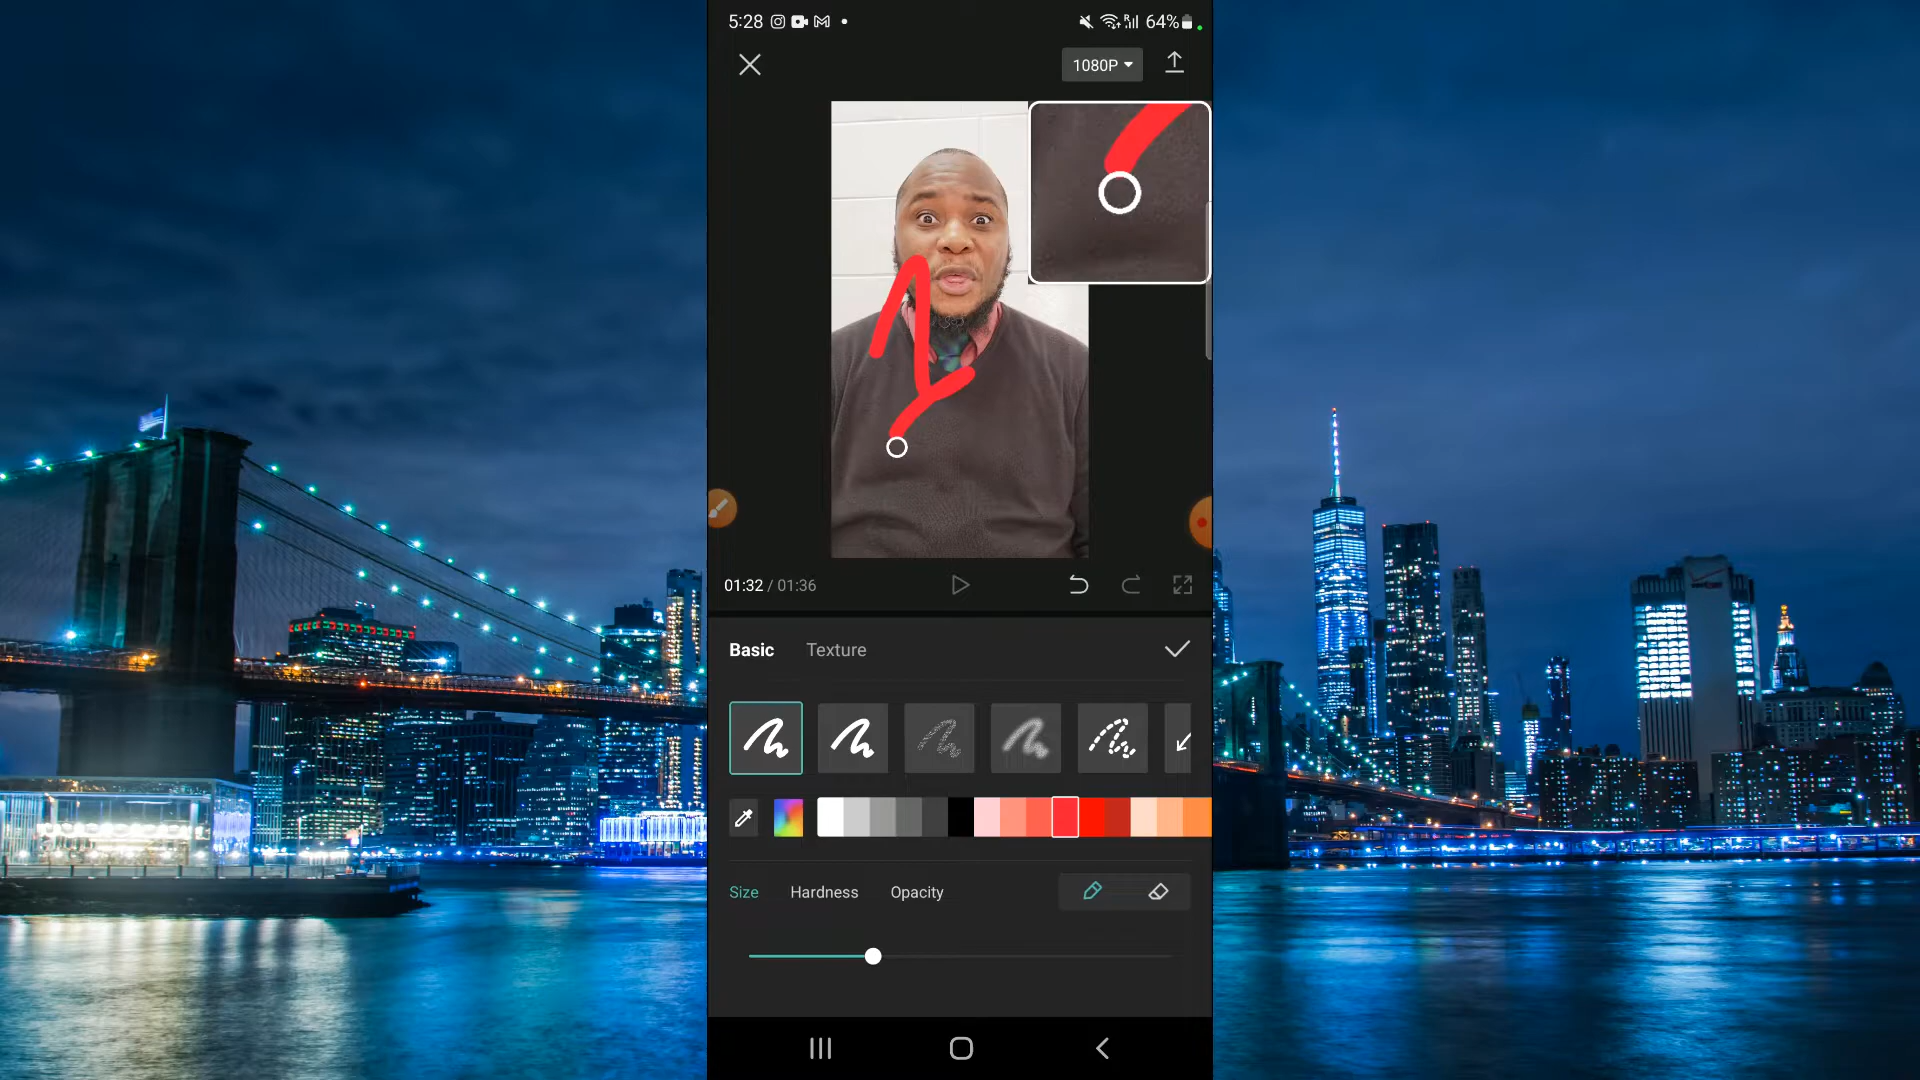 5:28 64%
1080P
01:32 / 01:36
Basic Texture
Size Hardness Opacity